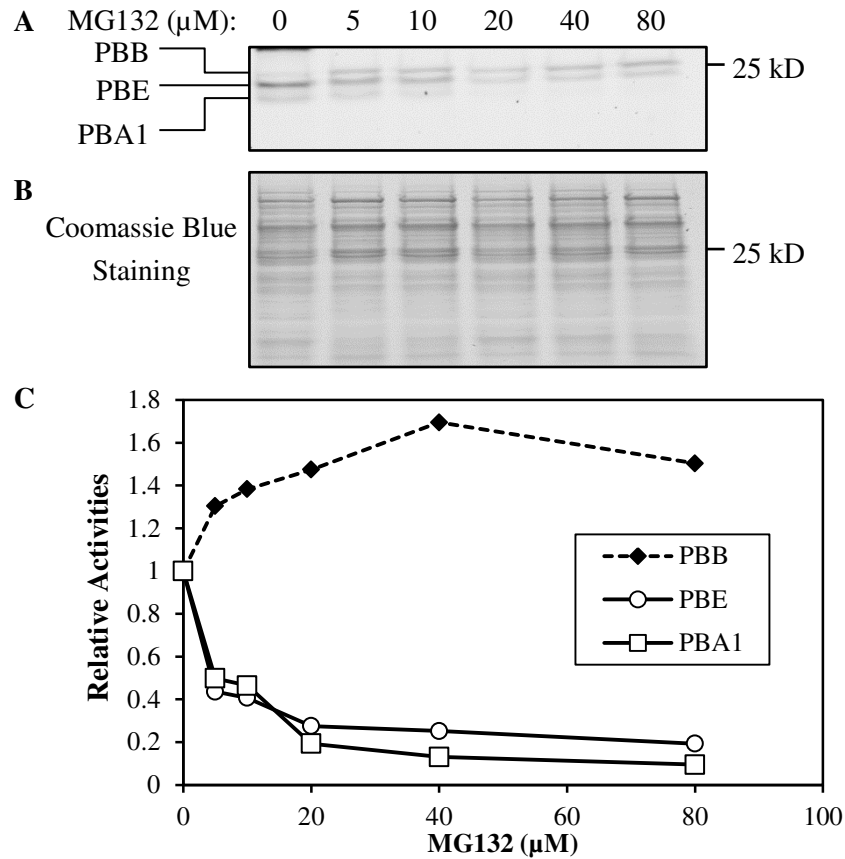 A MG132 (µM): 0 5 10 20 40 80
PBB
PBE
PBA1
25 kD
B
Coomassie Blue
Staining
25 kD
C
1.8
1.6
1.4
1.2
1
0.8
0.6
0.4
0.2
0
Relative Activities
PBB
PBE
PBA1
0 20 40 60 80 100
MG132 (µM)